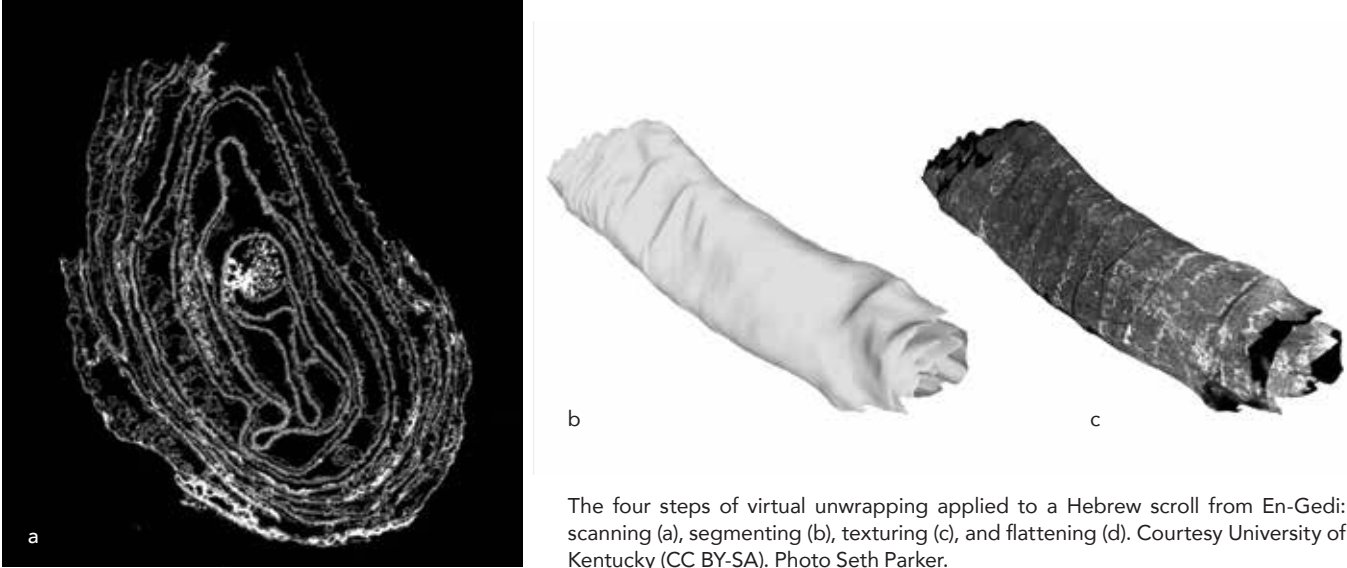 a
b
c
The four steps of virtual unwrapping applied to a Hebrew scroll from En-Gedi:
scanning (a), segmenting (b), texturing (c), and flattening (d). Courtesy University of
Kentucky (CC BY-SA). Photo Seth Parker.